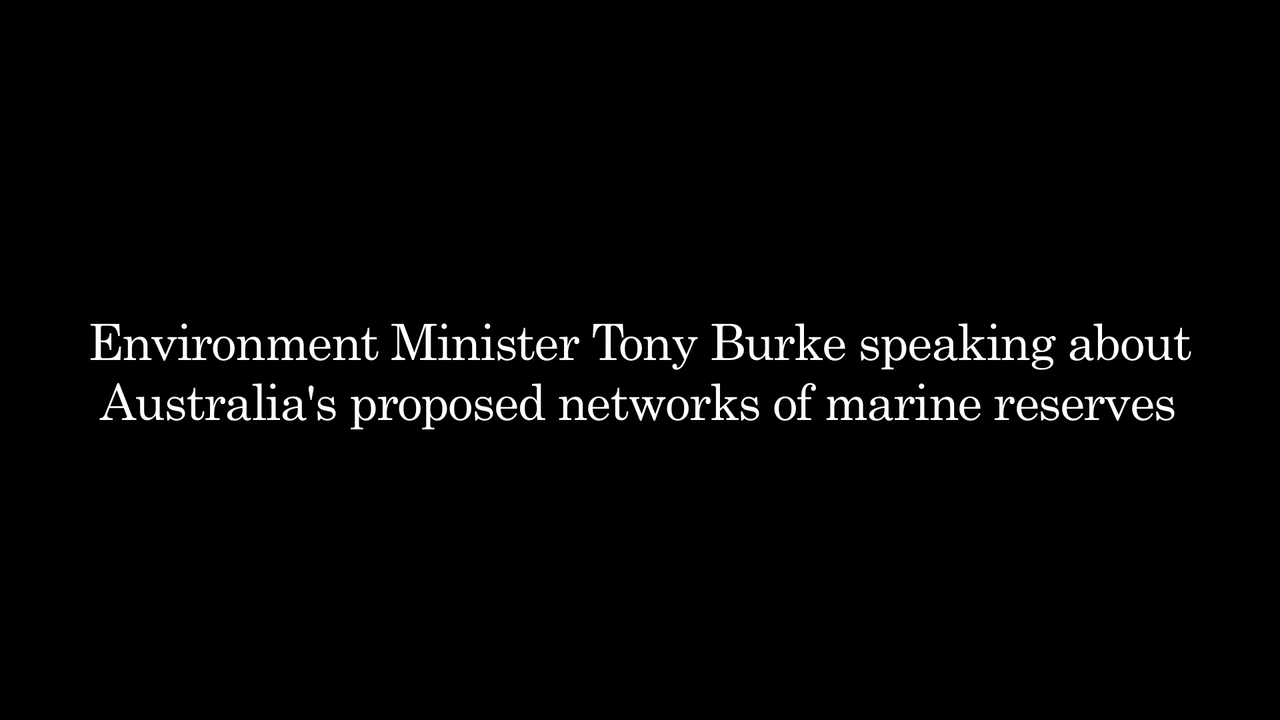 Environment Minister Tony Burke speaking about
Australia's proposed networks of marine reserves